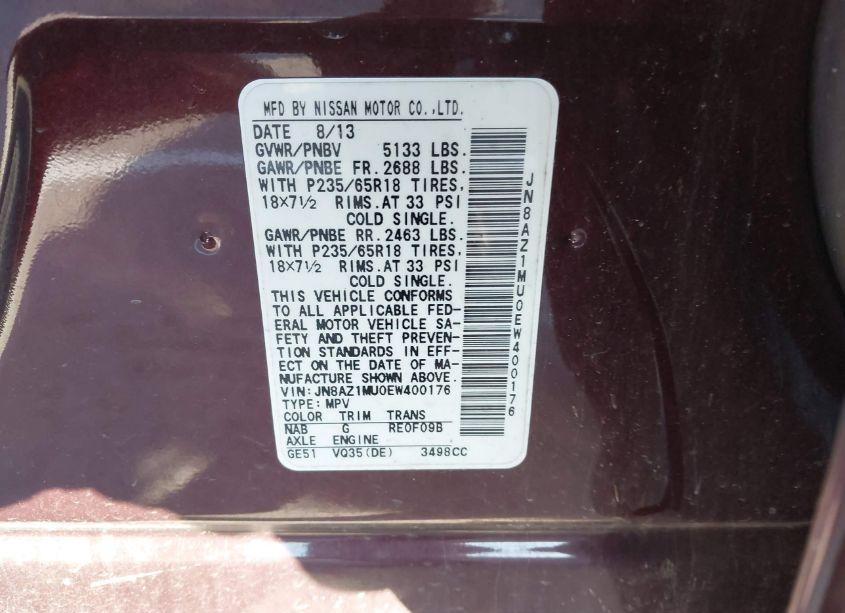 MFD BY NISSAN MOTOR CO.,LTD.
DATE 8/13
GVWR/PNBV 5133 LBS.
GAWR/PNBE FR. 2688 LBS.
WITH P235/65R18 TIRES,
18×7½ RIMS. AT 33 PSI
COLD SINGLE.
GAWR/PNBE RR. 2463 LBS.
WITH P235/65R18 TIRES,
18×7½ RIMS. AT 33 PSI
COLD SINGLE.
THIS VEHICLE CONFORMS
TO ALL APPLICABLE FED-
ERAL MOTOR VEHICLE SA-
FETY AND THEFT PREVEN-
TION STANDARDS IN EFF-
ECT ON THE DATE OF MA-
NUFACTURE SHOWN ABOVE.
VIN: JN8AZ1MU0EW400176
TYPE: MPV
COLOR TRIM TRANS
NAB G RE0F09B
AXLE ENGINE
GE51 VQ35(DE) 3498CC
JN8AZ1MU0EW400176